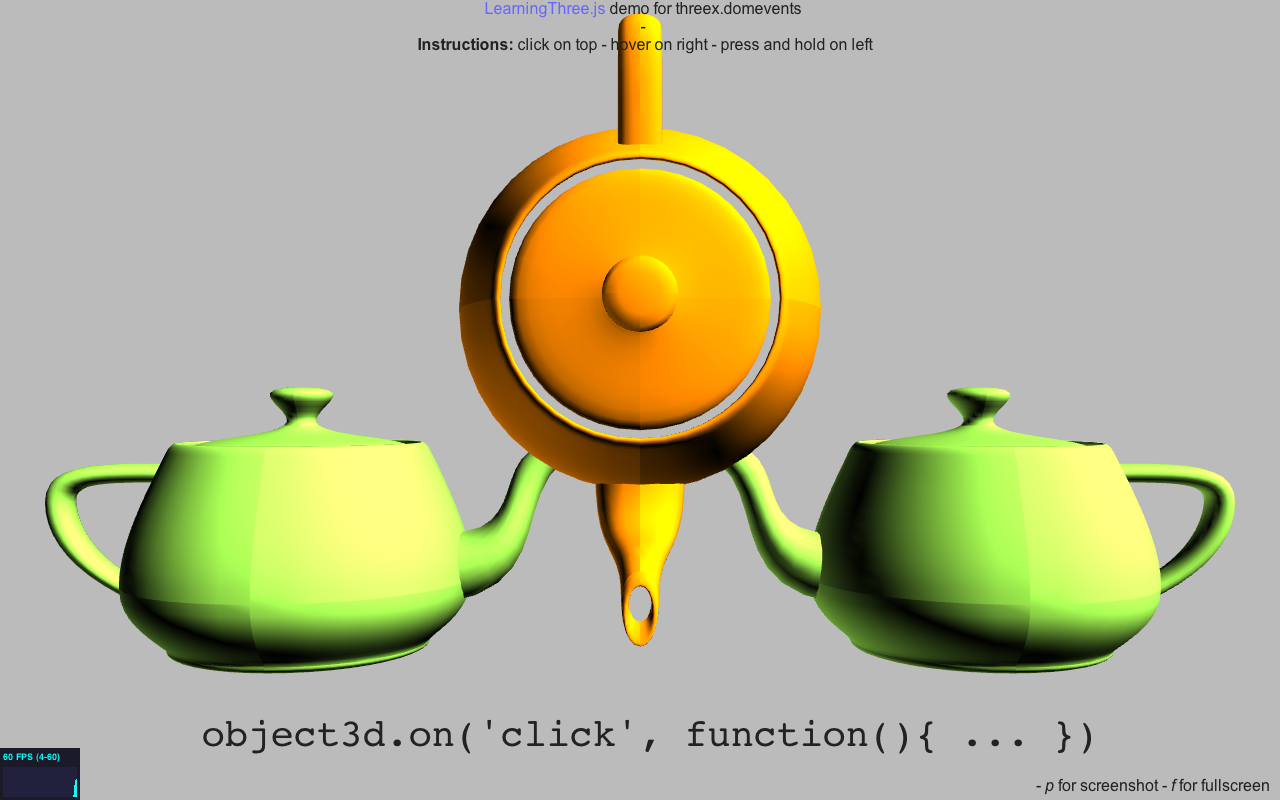 LearningThree.js demo for threex.domevents
-
Instructions: click on top - hover on right - press and hold on left
object3d.on('click', function(){ ... })
60 FPS (4-60)
- p for screenshot - f for fullscreen